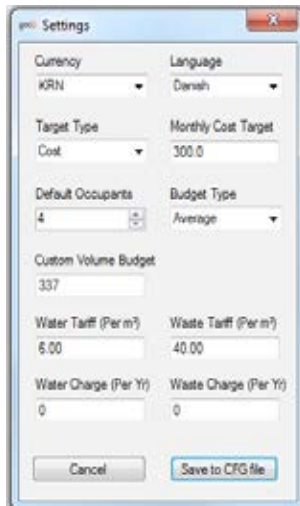 Settings
Currency Language
KRN Danish
Target Type Monthly Cost Target
Cost 300.0
Default Occupants Budget Type
4 Average
Custom Volume Budget
337
Water Tariff (Per m³) Waste Tariff (Per m³)
6.00 40.00
Water Charge (Per Yr) Waste Charge (Per Yr)
0 0
Cancel Save to CFG file